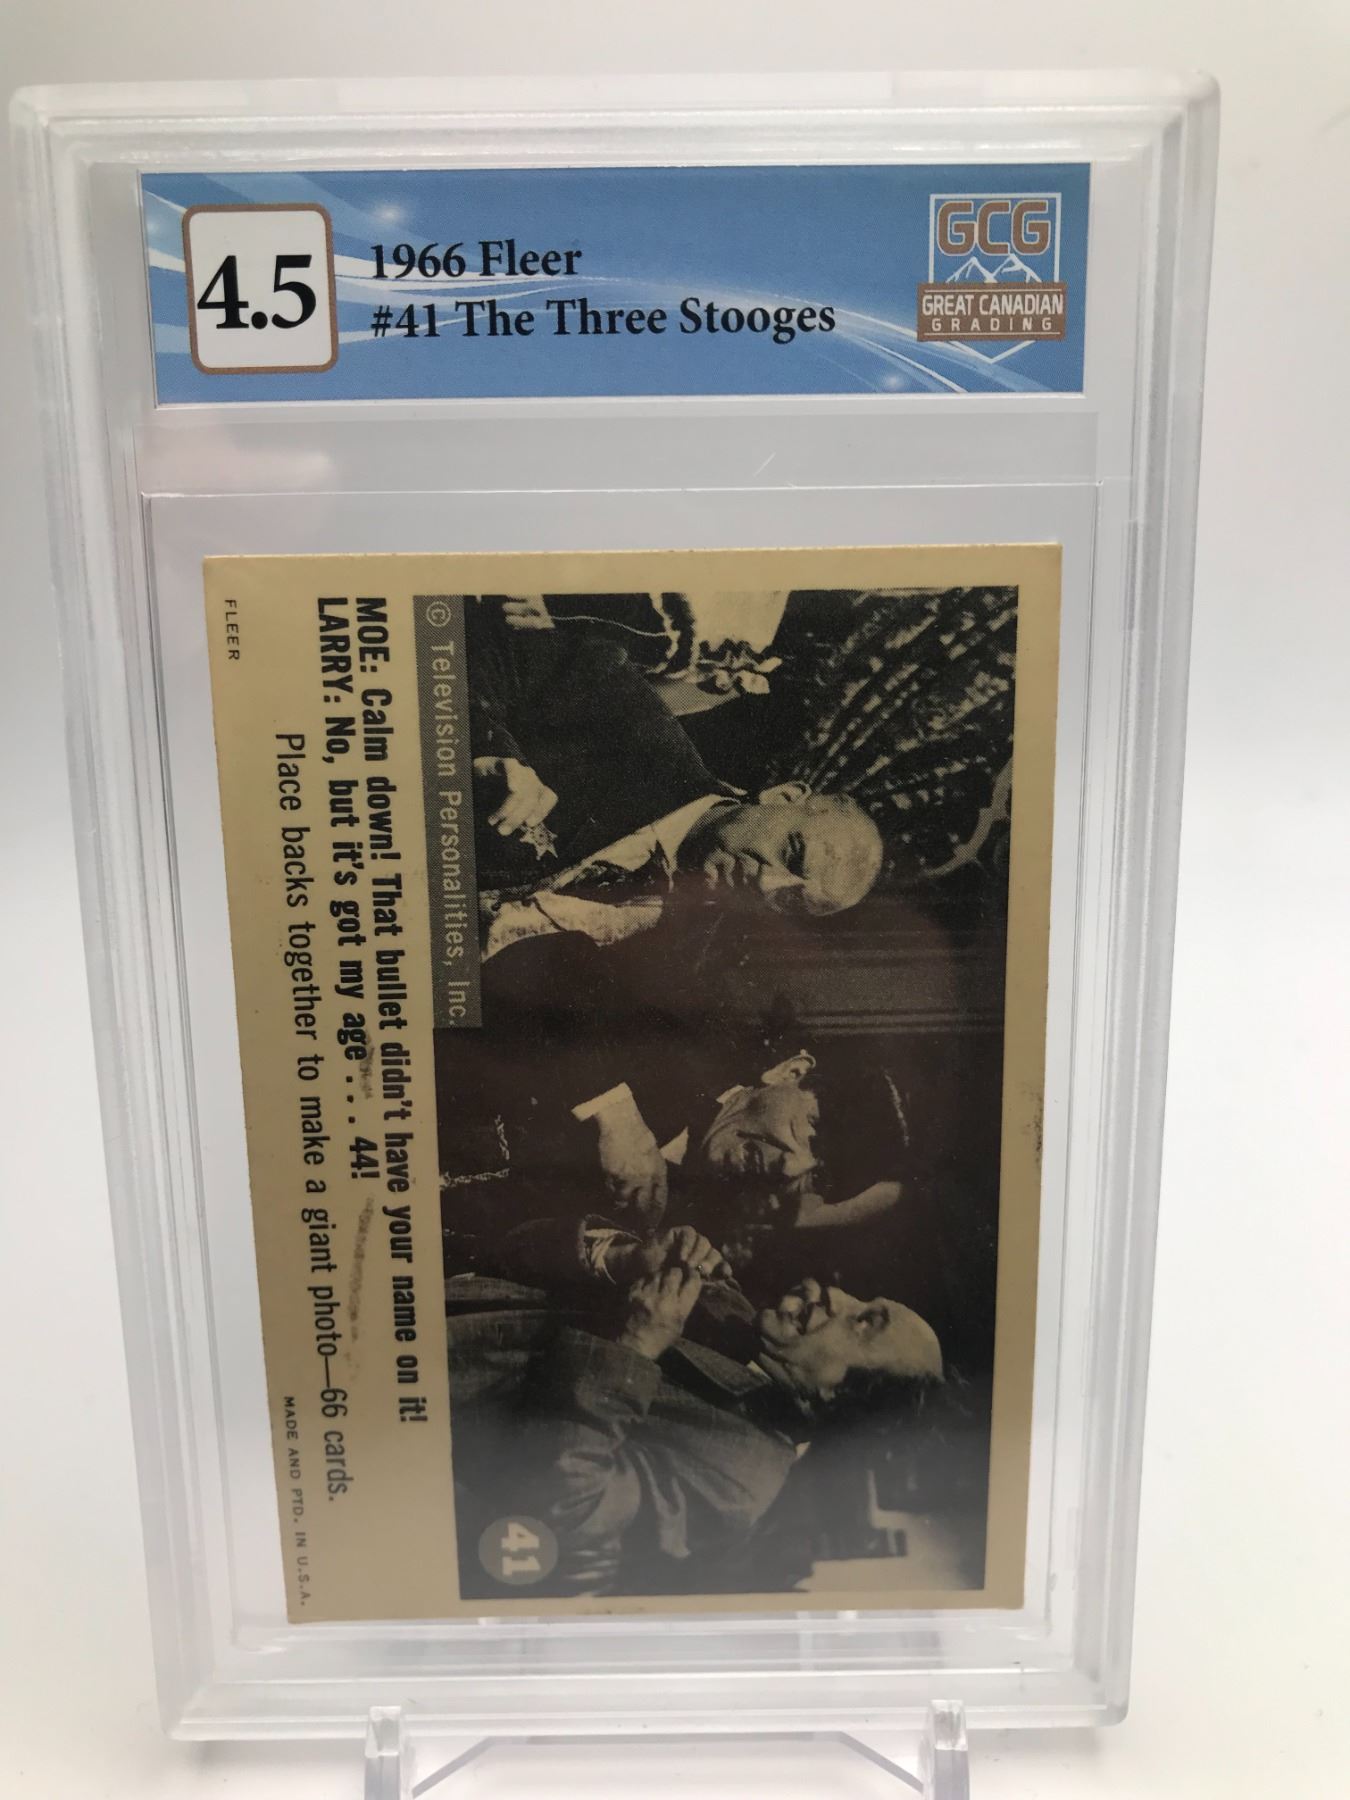 4.5
1966 Fleer
#41 The Three Stooges
GCG
GREAT CANADIAN
GRADING
© Television Personalities, Inc.
41
MOE: Calm down! That bullet didn't have your name on it!
LARRY: No, but it's got my age . . . 44!
Place backs together to make a giant photo—66 cards.
FLEER
MADE AND PTD. IN U.S.A.